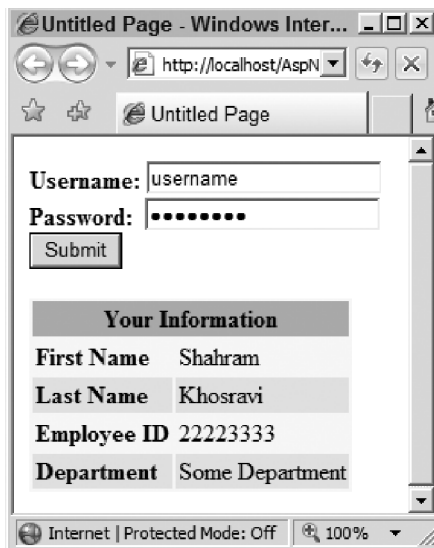 Untitled Page - Windows Inter...
http://localhost/AspN
Untitled Page
Username: username
Password: ••••••••
Submit
Your Information
First Name Shahram
Last Name Khosravi
Employee ID 22223333
Department Some Department
Internet | Protected Mode: Off 100%